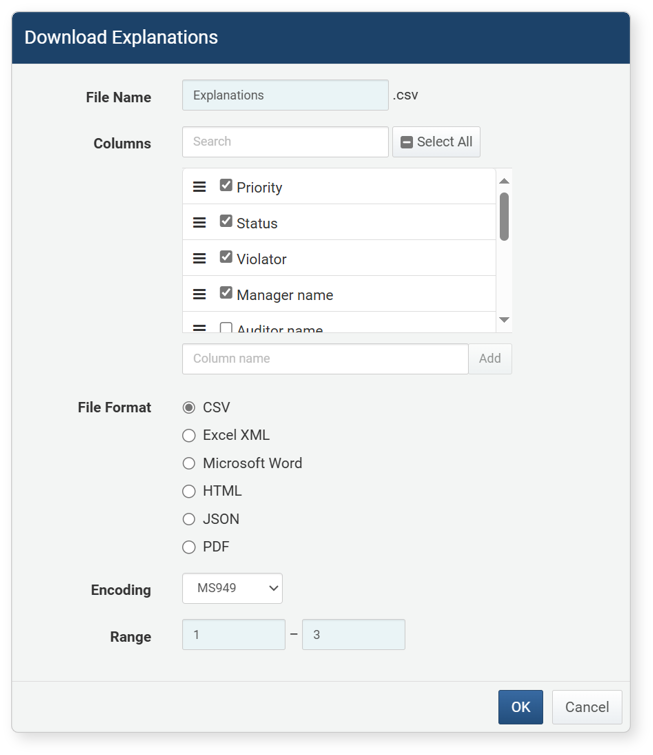 Download Explanations
File Name Explanations .csv
Columns Search Select All
Priority
Status
Violator
Manager name
Auditor name
Column name Add
File Format CSV
Excel XML
Microsoft Word
HTML
JSON
PDF
Encoding MS949
Range 1 – 3
OK Cancel